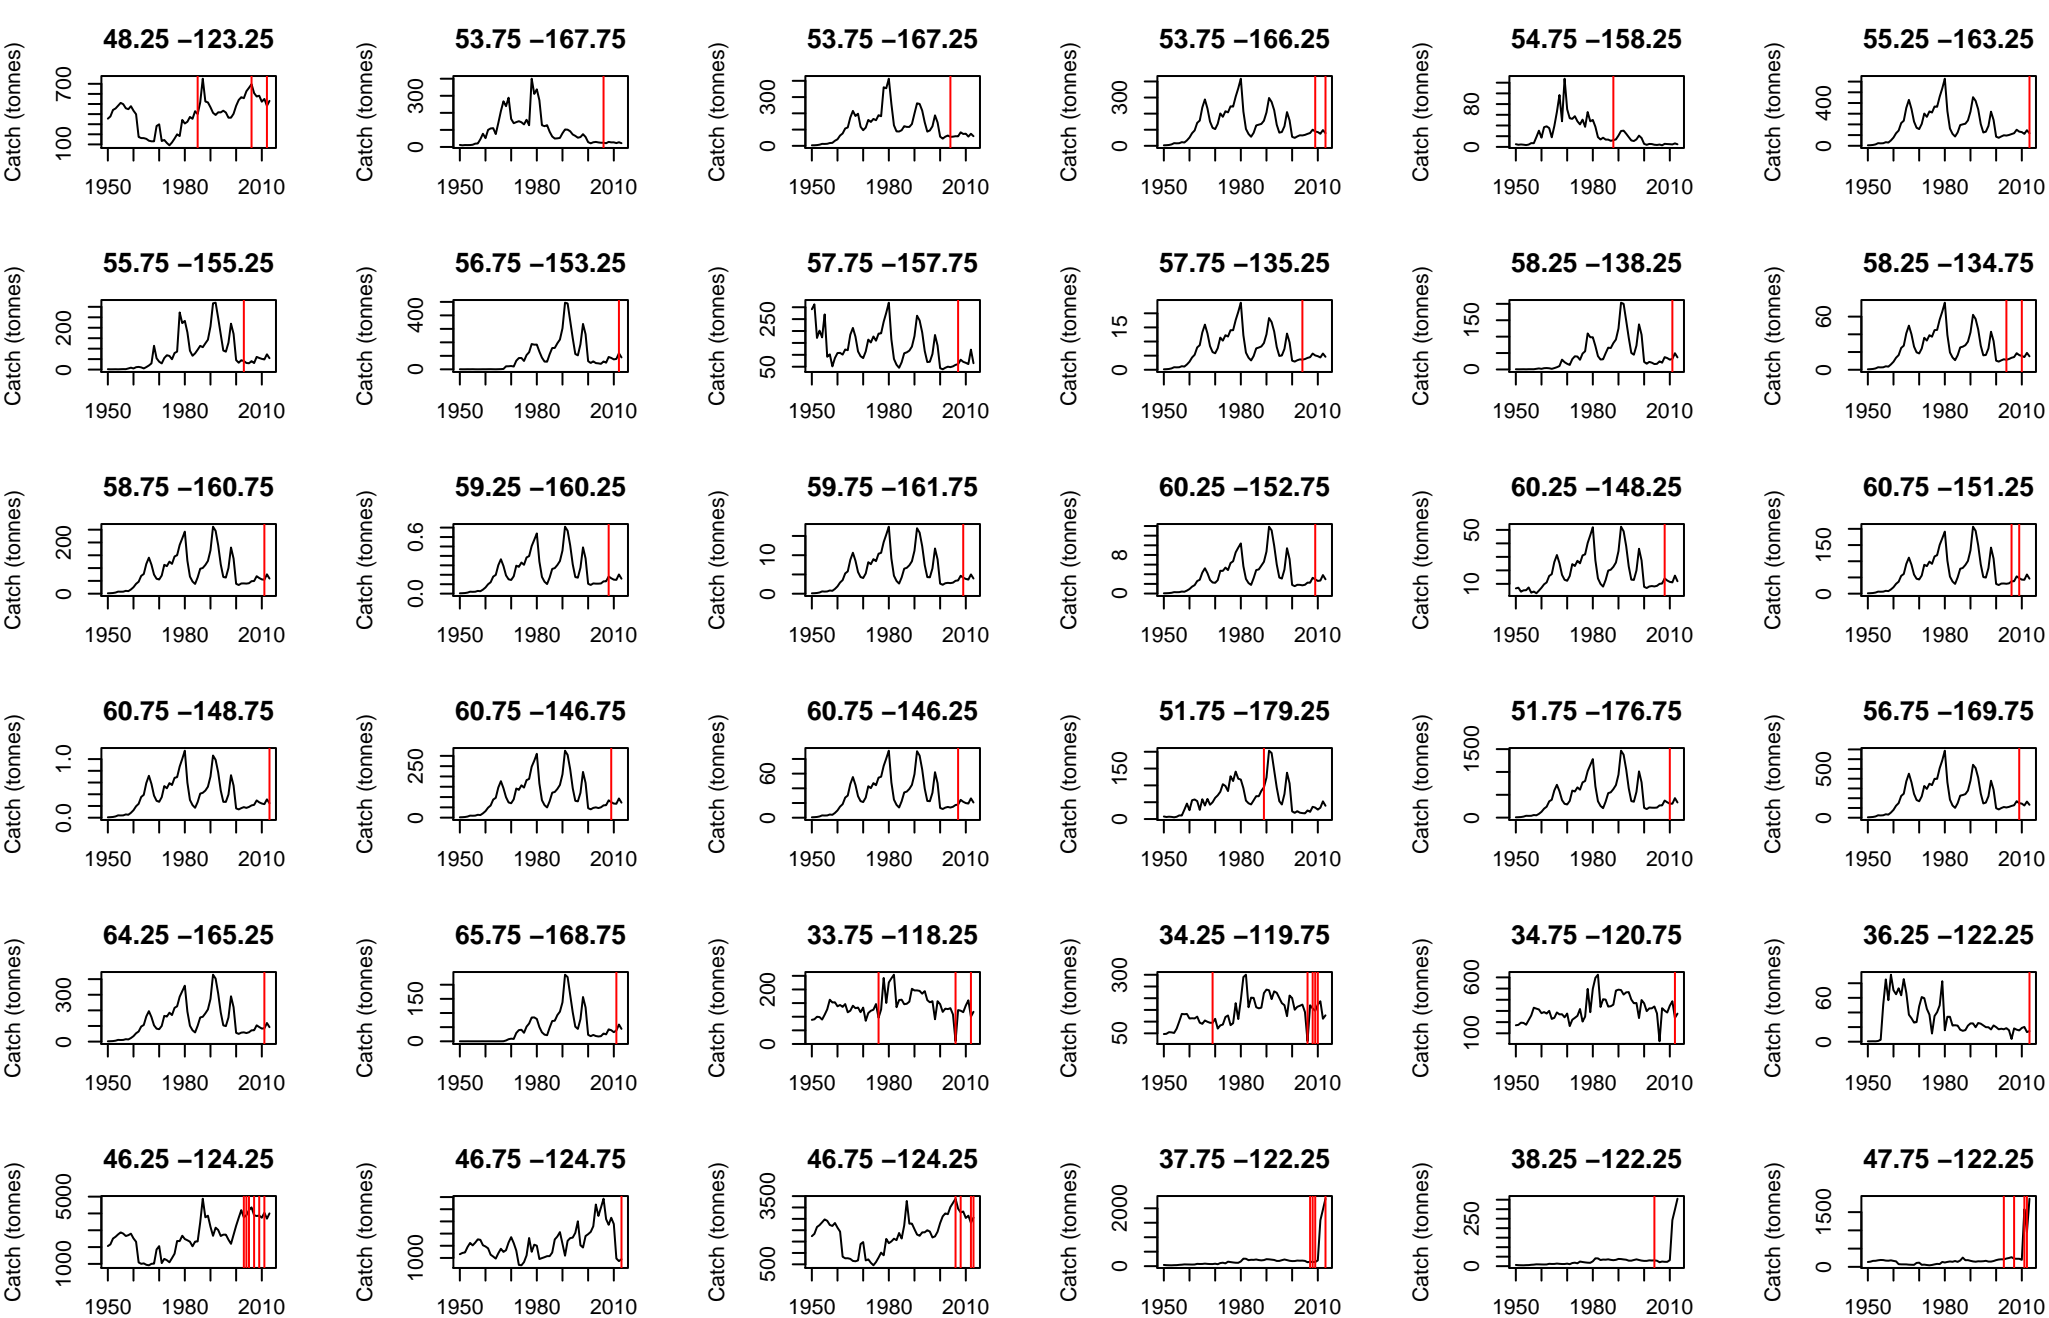 48.25 −123.25
Catch (tonnes)
100 700
1950 1980 2010
53.75 −167.75
Catch (tonnes)
0 300
1950 1980 2010
53.75 −167.25
Catch (tonnes)
0 300
1950 1980 2010
53.75 −166.25
Catch (tonnes)
0 300
1950 1980 2010
54.75 −158.25
Catch (tonnes)
0 80
1950 1980 2010
55.25 −163.25
Catch (tonnes)
0 400
1950 1980 2010
55.75 −155.25
Catch (tonnes)
0 200
1950 1980 2010
56.75 −153.25
Catch (tonnes)
0 400
1950 1980 2010
57.75 −157.75
Catch (tonnes)
50 250
1950 1980 2010
57.75 −135.25
Catch (tonnes)
0 15
1950 1980 2010
58.25 −138.25
Catch (tonnes)
0 150
1950 1980 2010
58.25 −134.75
Catch (tonnes)
0 60
1950 1980 2010
58.75 −160.75
Catch (tonnes)
0 200
1950 1980 2010
59.25 −160.25
Catch (tonnes)
0.0 0.6
1950 1980 2010
59.75 −161.75
Catch (tonnes)
0 10
1950 1980 2010
60.25 −152.75
Catch (tonnes)
0 8
1950 1980 2010
60.25 −148.25
Catch (tonnes)
10 50
1950 1980 2010
60.75 −151.25
Catch (tonnes)
0 150
1950 1980 2010
60.75 −148.75
Catch (tonnes)
0.0 1.0
1950 1980 2010
60.75 −146.75
Catch (tonnes)
0 250
1950 1980 2010
60.75 −146.25
Catch (tonnes)
0 60
1950 1980 2010
51.75 −179.25
Catch (tonnes)
0 150
1950 1980 2010
51.75 −176.75
Catch (tonnes)
0 1500
1950 1980 2010
56.75 −169.75
Catch (tonnes)
0 500
1950 1980 2010
64.25 −165.25
Catch (tonnes)
0 300
1950 1980 2010
65.75 −168.75
Catch (tonnes)
0 150
1950 1980 2010
33.75 −118.25
Catch (tonnes)
0 200
1950 1980 2010
34.25 −119.75
Catch (tonnes)
50 300
1950 1980 2010
34.75 −120.75
Catch (tonnes)
100 600
1950 1980 2010
36.25 −122.25
Catch (tonnes)
0 60
1950 1980 2010
46.25 −124.25
Catch (tonnes)
1000 5000
1950 1980 2010
46.75 −124.75
Catch (tonnes)
1000
1950 1980 2010
46.75 −124.25
Catch (tonnes)
500 3500
1950 1980 2010
37.75 −122.25
Catch (tonnes)
0 2000
1950 1980 2010
38.25 −122.25
Catch (tonnes)
0 250
1950 1980 2010
47.75 −122.25
Catch (tonnes)
0 1500
1950 1980 2010